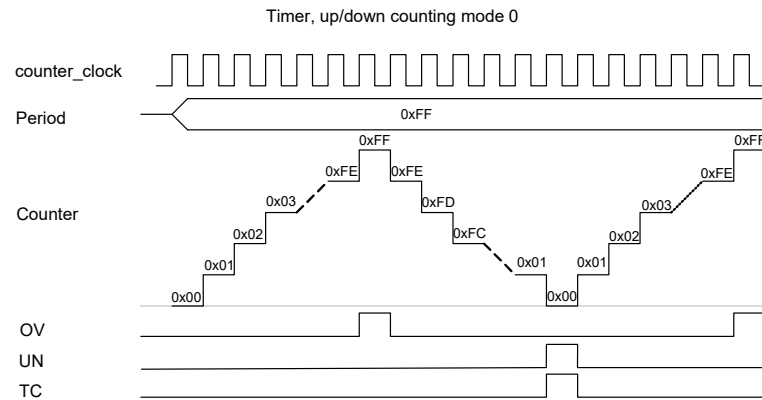 Timer, up/down counting mode 0
counter_clock
Period
0xFF
0xFF
0xFF
0xFE
0xFE
0xFE
0x03
0xFD
0x03
Counter
0x02
0xFC
0x02
0x01
0x01
0x01
0x00
0x00
OV
UN
TC